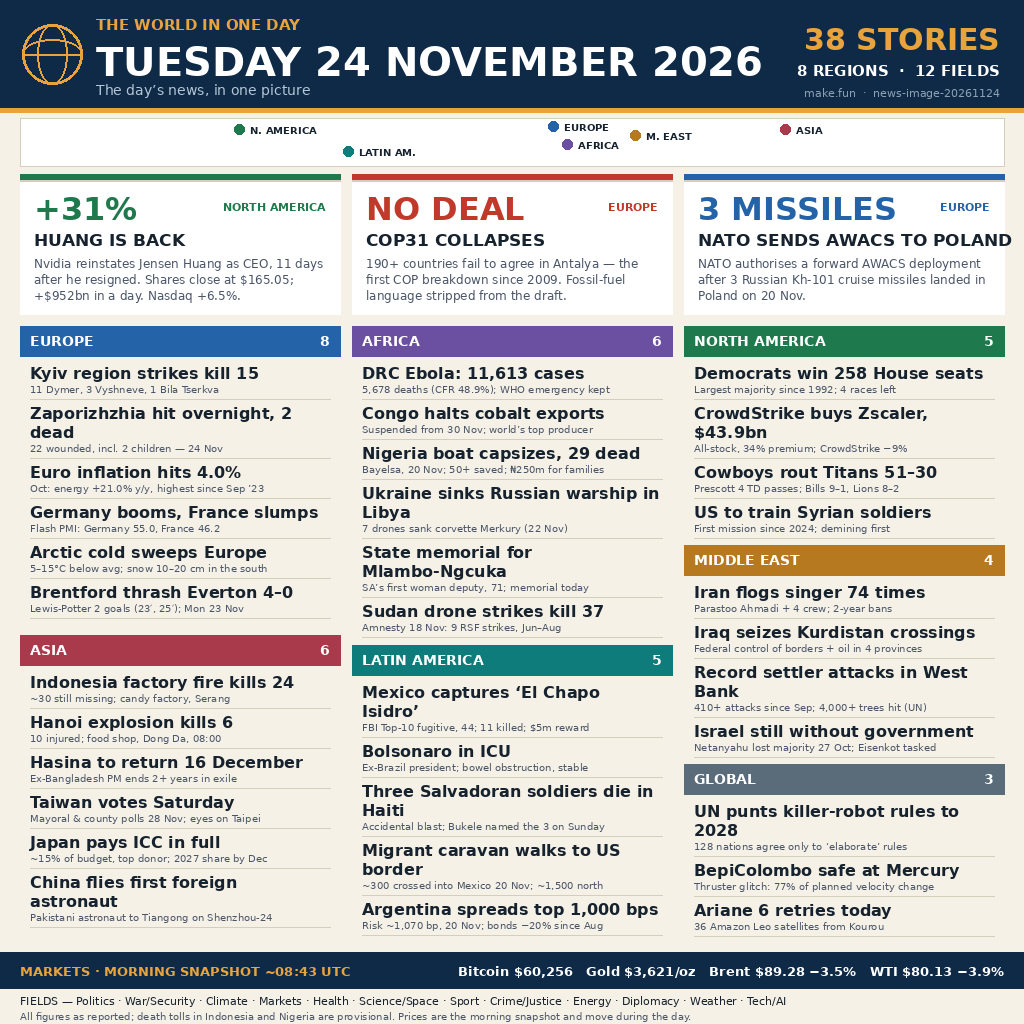 THE WORLD IN ONE DAY
TUESDAY 24 NOVEMBER 2026
The day’s news, in one picture
38 STORIES
8 REGIONS · 12 FIELDS
make.fun · news-image-20261124
N. AMERICA
LATIN AM.
EUROPE
AFRICA
M. EAST
ASIA
+31%
NORTH AMERICA
HUANG IS BACK
Nvidia reinstates Jensen Huang as CEO, 11 days
after he resigned. Shares close at $165.05;
+$952bn in a day. Nasdaq +6.5%.
NO DEAL
EUROPE
COP31 COLLAPSES
190+ countries fail to agree in Antalya — the
first COP breakdown since 2009. Fossil-fuel
language stripped from the draft.
3 MISSILES
EUROPE
NATO SENDS AWACS TO POLAND
NATO authorises a forward AWACS deployment
after 3 Russian Kh-101 cruise missiles landed in
Poland on 20 Nov.
EUROPE 8
Kyiv region strikes kill 15
11 Dymer, 3 Vyshneve, 1 Bila Tserkva
Zaporizhzhia hit overnight, 2
dead
22 wounded, incl. 2 children — 24 Nov
Euro inflation hits 4.0%
Oct: energy +21.0% y/y, highest since Sep ’23
Germany booms, France slumps
Flash PMI: Germany 55.0, France 46.2
Arctic cold sweeps Europe
5–15°C below avg; snow 10–20 cm in the south
Brentford thrash Everton 4–0
Lewis-Potter 2 goals (23′, 25′); Mon 23 Nov
ASIA 6
Indonesia factory fire kills 24
~30 still missing; candy factory, Serang
Hanoi explosion kills 6
10 injured; food shop, Dong Da, 08:00
Hasina to return 16 December
Ex-Bangladesh PM ends 2+ years in exile
Taiwan votes Saturday
Mayoral & county polls 28 Nov; eyes on Taipei
Japan pays ICC in full
~15% of budget, top donor; 2027 share by Dec
China flies first foreign
astronaut
Pakistani astronaut to Tiangong on Shenzhou-24
AFRICA 6
DRC Ebola: 11,613 cases
5,678 deaths (CFR 48.9%); WHO emergency kept
Congo halts cobalt exports
Suspended from 30 Nov; world’s top producer
Nigeria boat capsizes, 29 dead
Bayelsa, 20 Nov; 50+ saved; ₦250m for families
Ukraine sinks Russian warship in
Libya
7 drones sank corvette Merkury (22 Nov)
State memorial for
Mlambo-Ngcuka
SA’s first woman deputy, 71; memorial today
Sudan drone strikes kill 37
Amnesty 18 Nov: 9 RSF strikes, Jun–Aug
LATIN AMERICA 5
Mexico captures ‘El Chapo
Isidro’
FBI Top-10 fugitive, 44; 11 killed; $5m reward
Bolsonaro in ICU
Ex-Brazil president; bowel obstruction, stable
Three Salvadoran soldiers die in
Haiti
Accidental blast; Bukele named the 3 on Sunday
Migrant caravan walks to US
border
~300 crossed into Mexico 20 Nov; ~1,500 north
Argentina spreads top 1,000 bps
Risk ~1,070 bp, 20 Nov; bonds −20% since Aug
NORTH AMERICA 5
Democrats win 258 House seats
Largest majority since 1992; 4 races left
CrowdStrike buys Zscaler,
$43.9bn
All-stock, 34% premium; CrowdStrike −9%
Cowboys rout Titans 51–30
Prescott 4 TD passes; Bills 9–1, Lions 8–2
US to train Syrian soldiers
First mission since 2024; demining first
MIDDLE EAST 4
Iran flogs singer 74 times
Parastoo Ahmadi + 4 crew; 2-year bans
Iraq seizes Kurdistan crossings
Federal control of borders + oil in 4 provinces
Record settler attacks in West
Bank
410+ attacks since Sep; 4,000+ trees hit (UN)
Israel still without government
Netanyahu lost majority 27 Oct; Eisenkot tasked
GLOBAL 3
UN punts killer-robot rules to
2028
128 nations agree only to ‘elaborate’ rules
BepiColombo safe at Mercury
Thruster glitch: 77% of planned velocity change
Ariane 6 retries today
36 Amazon Leo satellites from Kourou
MARKETS · MORNING SNAPSHOT ~08:43 UTC
Bitcoin $60,256 Gold $3,621/oz Brent $89.28 −3.5% WTI $80.13 −3.9%
FIELDS — Politics · War/Security · Climate · Markets · Health · Science/Space · Sport · Crime/Justice · Energy · Diplomacy · Weather · Tech/AI
All figures as reported; death tolls in Indonesia and Nigeria are provisional. Prices are the morning snapshot and move during the day.